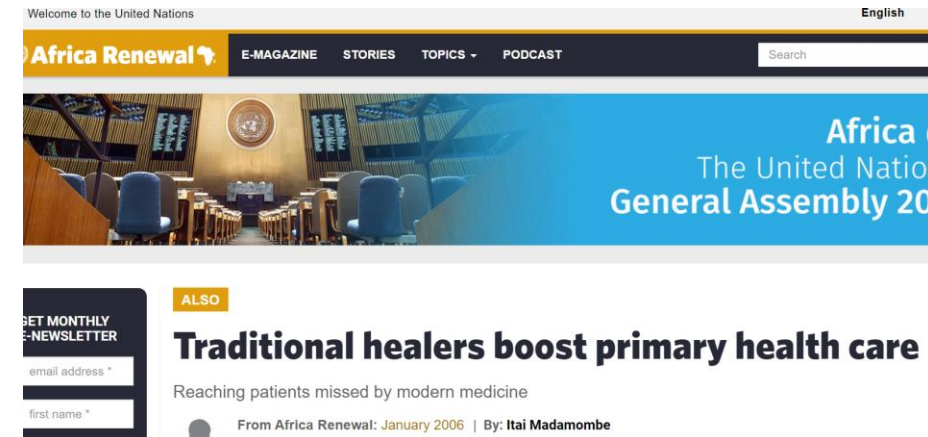 Welcome to the United Nations
English
Africa Renewal
E-MAGAZINE
STORIES
TOPICS
PODCAST
Search
Africa
The United Natio
General Assembly 20
GET MONTHLY
E-NEWSLETTER
email address *
first name *
ALSO
Traditional healers boost primary health care
Reaching patients missed by modern medicine
From Africa Renewal: January 2006 | By: Itai Madamombe